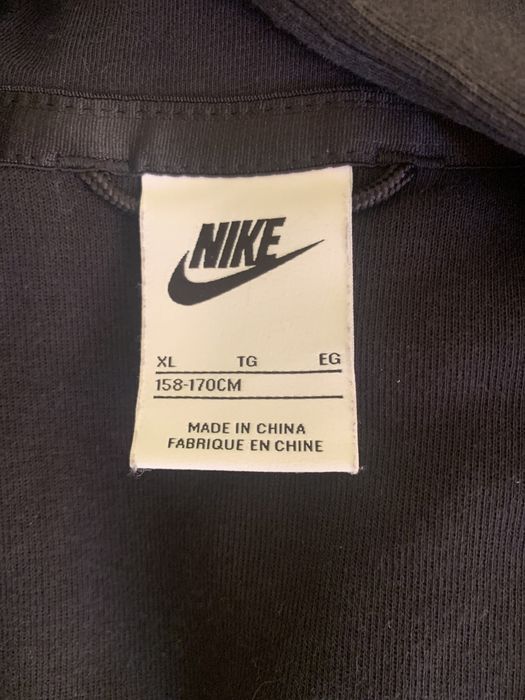 NIKE
XL TG EG
158-170CM
MADE IN CHINA
FABRIQUE EN CHINE